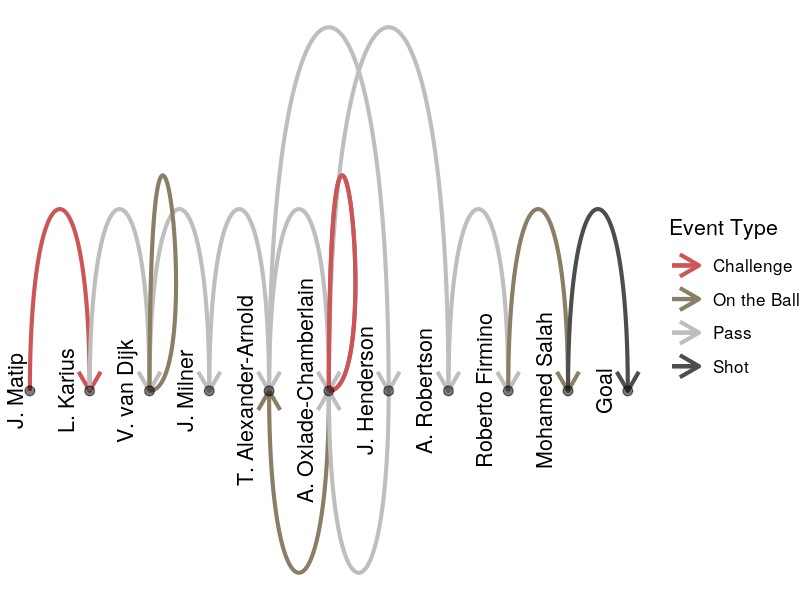 J. Matip
L. Karius
V. van Dijk
J. Milner
T. Alexander-Arnold
A. Oxlade-Chamberlain
J. Henderson
A. Robertson
Roberto Firmino
Mohamed Salah
Goal
Event Type
Challenge
On the Ball
Pass
Shot